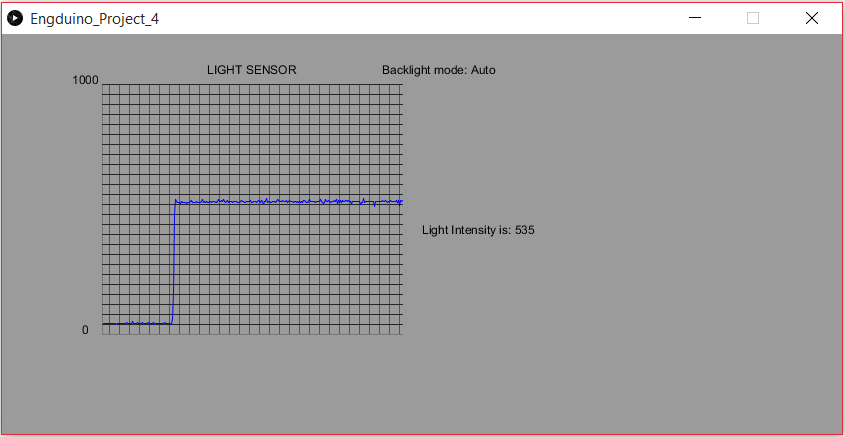 Engduino_Project_4
LIGHT SENSOR
Backlight mode: Auto
1000
Light Intensity is: 535
0